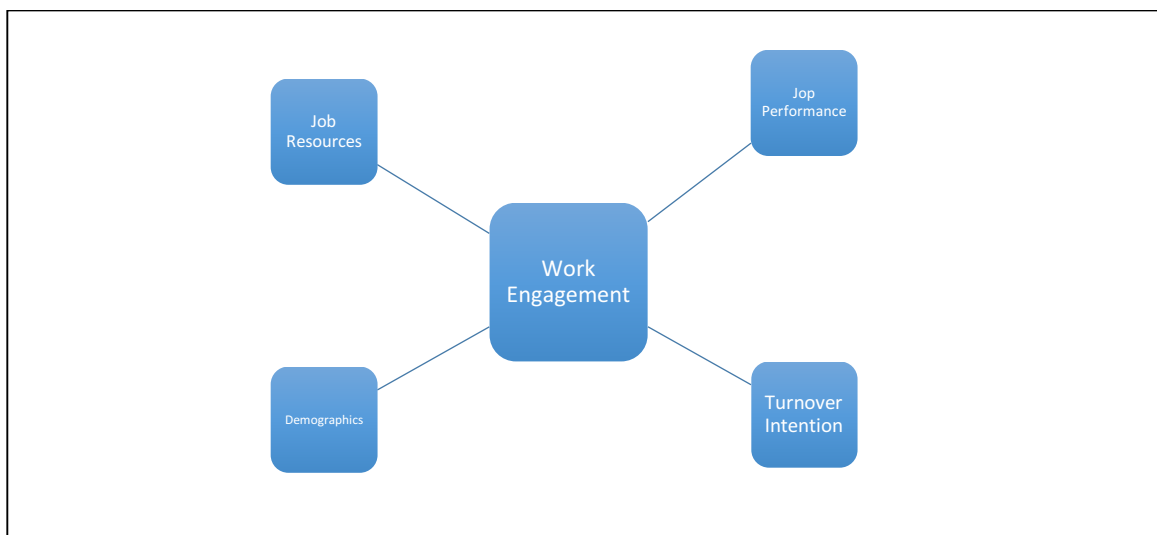 Job
Resources
Jop
Performance
Work
Engagement
Demographics
Turnover
Intention